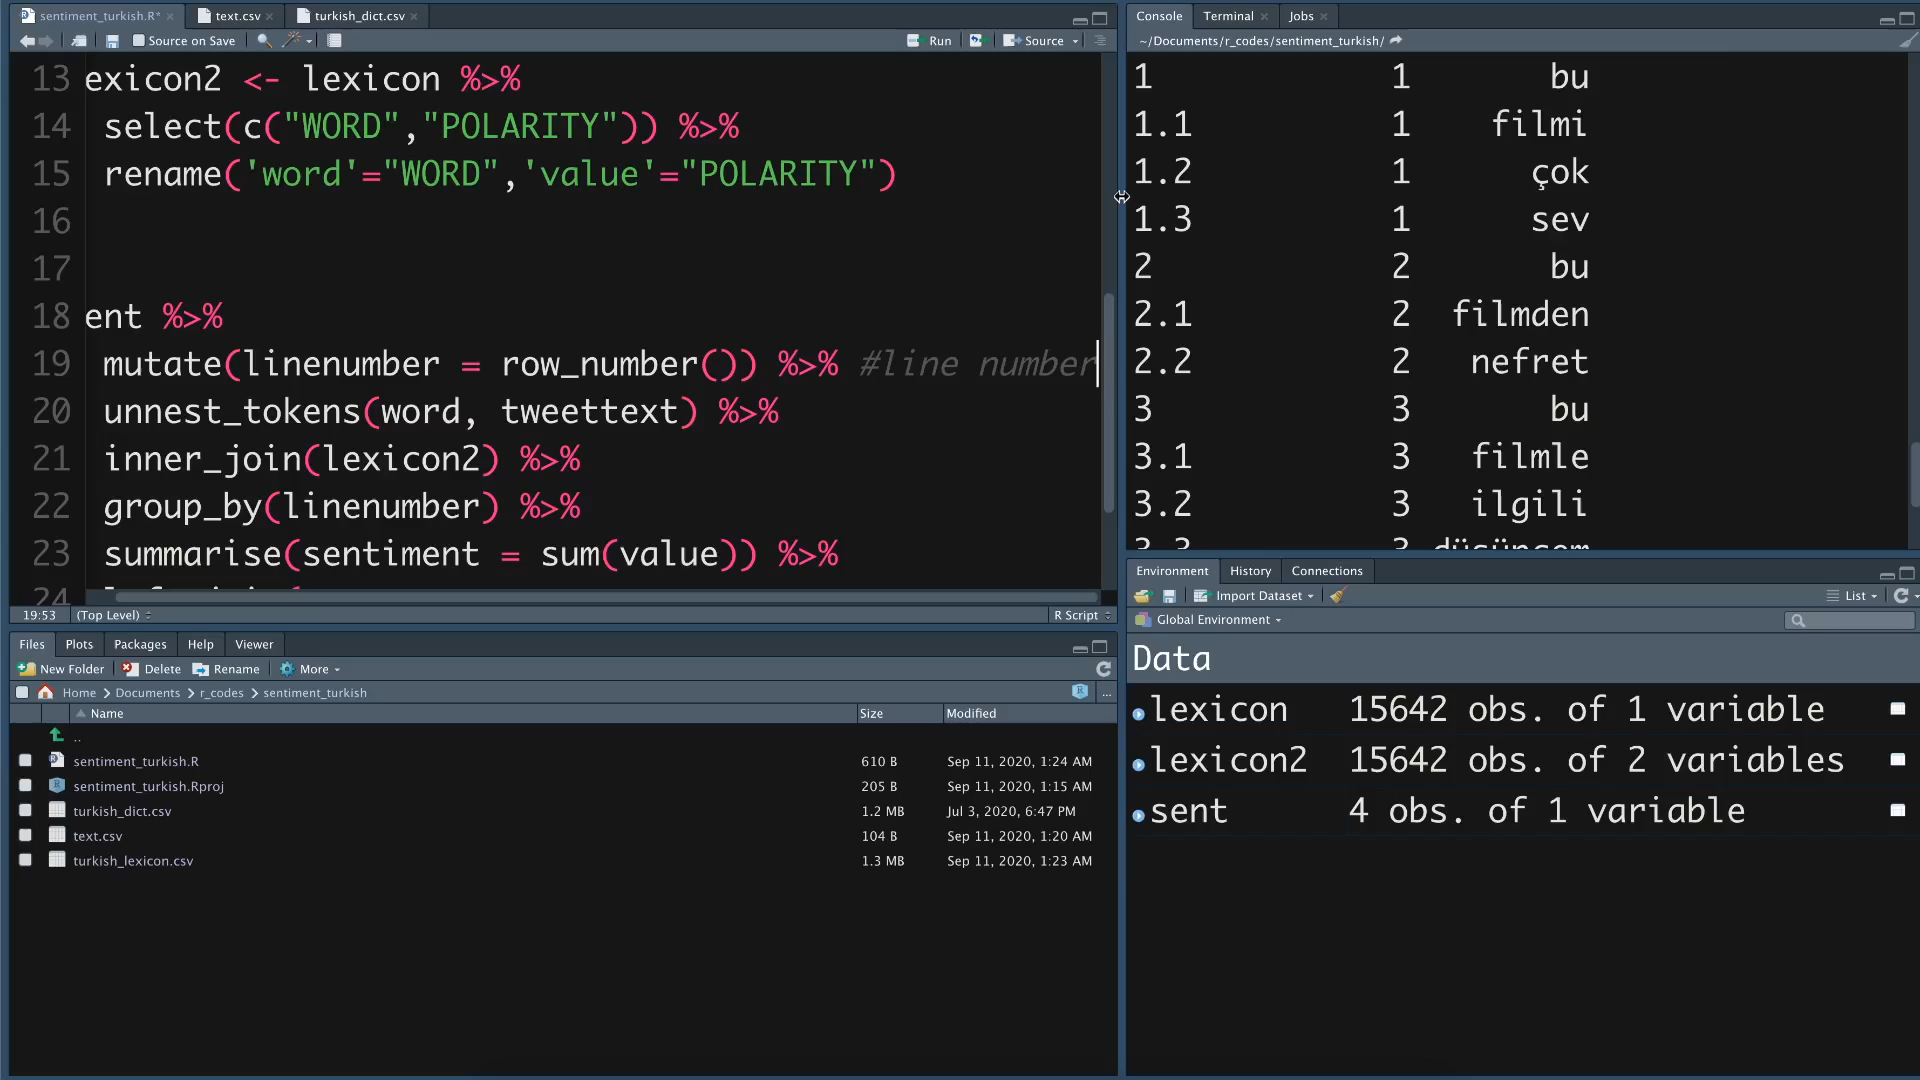 sentiment_turkish.R* × text.csv × turkish_dict.csv ×
Source on Save Run Source
13 exicon2 <- lexicon %>%
14 select(c("WORD","POLARITY")) %>%
15 rename('word'="WORD",'value'="POLARITY")
16
17
18 ent %>%
19 mutate(linenumber = row_number()) %>% #line number
20 unnest_tokens(word, tweettext) %>%
21 inner_join(lexicon2) %>%
22 group_by(linenumber) %>%
23 summarise(sentiment = sum(value)) %>%
24
19:53 (Top Level) R Script
Files Plots Packages Help Viewer
New Folder Delete Rename More
Home > Documents > r_codes > sentiment_turkish ...
Name Size Modified
..
sentiment_turkish.R 610 B Sep 11, 2020, 1:24 AM
sentiment_turkish.Rproj 205 B Sep 11, 2020, 1:15 AM
turkish_dict.csv 1.2 MB Jul 3, 2020, 6:47 PM
text.csv 104 B Sep 11, 2020, 1:20 AM
turkish_lexicon.csv 1.3 MB Sep 11, 2020, 1:23 AM
Console Terminal × Jobs ×
~/Documents/r_codes/sentiment_turkish/
1 1 bu
1.1 1 filmi
1.2 1 çok
1.3 1 sev
2 2 bu
2.1 2 filmden
2.2 2 nefret
3 3 bu
3.1 3 filmle
3.2 3 ilgili
3.3 3 düşüncem
Environment History Connections
Import Dataset List
Global Environment
Data
lexicon 15642 obs. of 1 variable
lexicon2 15642 obs. of 2 variables
sent 4 obs. of 1 variable